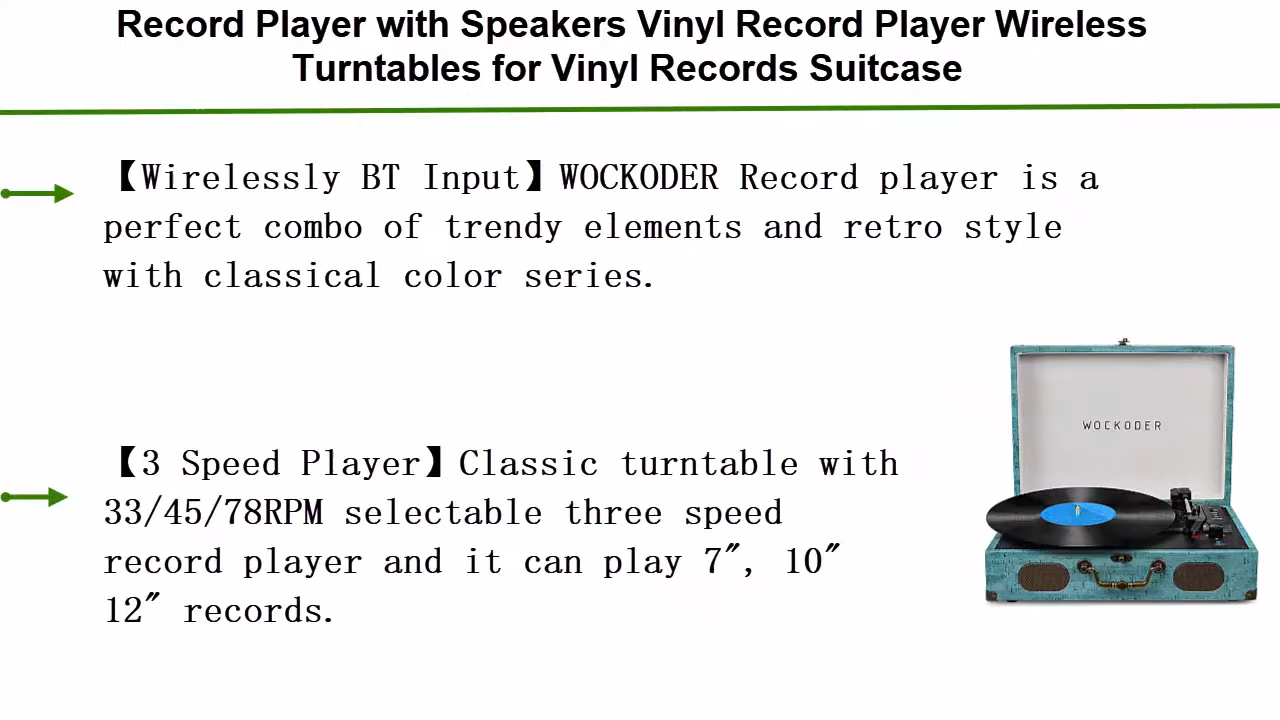 Record Player with Speakers Vinyl Record Player Wireless
Turntables for Vinyl Records Suitcase
【Wirelessly BT Input】WOCKODER Record player is a
perfect combo of trendy elements and retro style
with classical color series.
WOCKODER
【3 Speed Player】Classic turntable with
33/45/78RPM selectable three speed
record player and it can play 7″, 10″
12″ records.